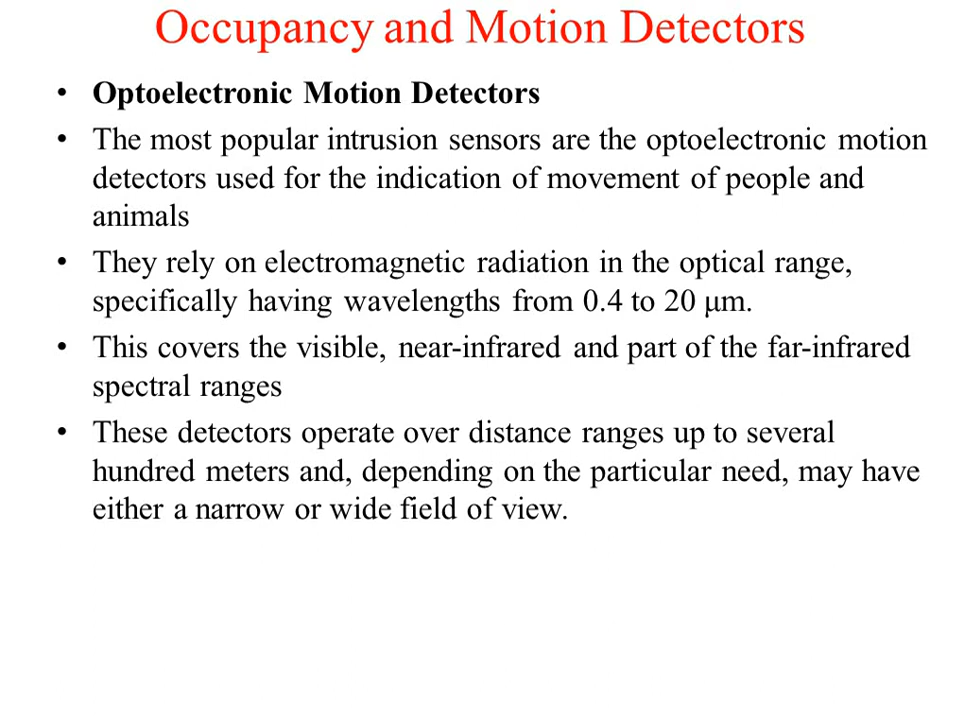 Occupancy and Motion Detectors
• Optoelectronic Motion Detectors
• The most popular intrusion sensors are the optoelectronic motion
detectors used for the indication of movement of people and
animals
• They rely on electromagnetic radiation in the optical range,
specifically having wavelengths from 0.4 to 20 μm.
• This covers the visible, near-infrared and part of the far-infrared
spectral ranges
• These detectors operate over distance ranges up to several
hundred meters and, depending on the particular need, may have
either a narrow or wide field of view.